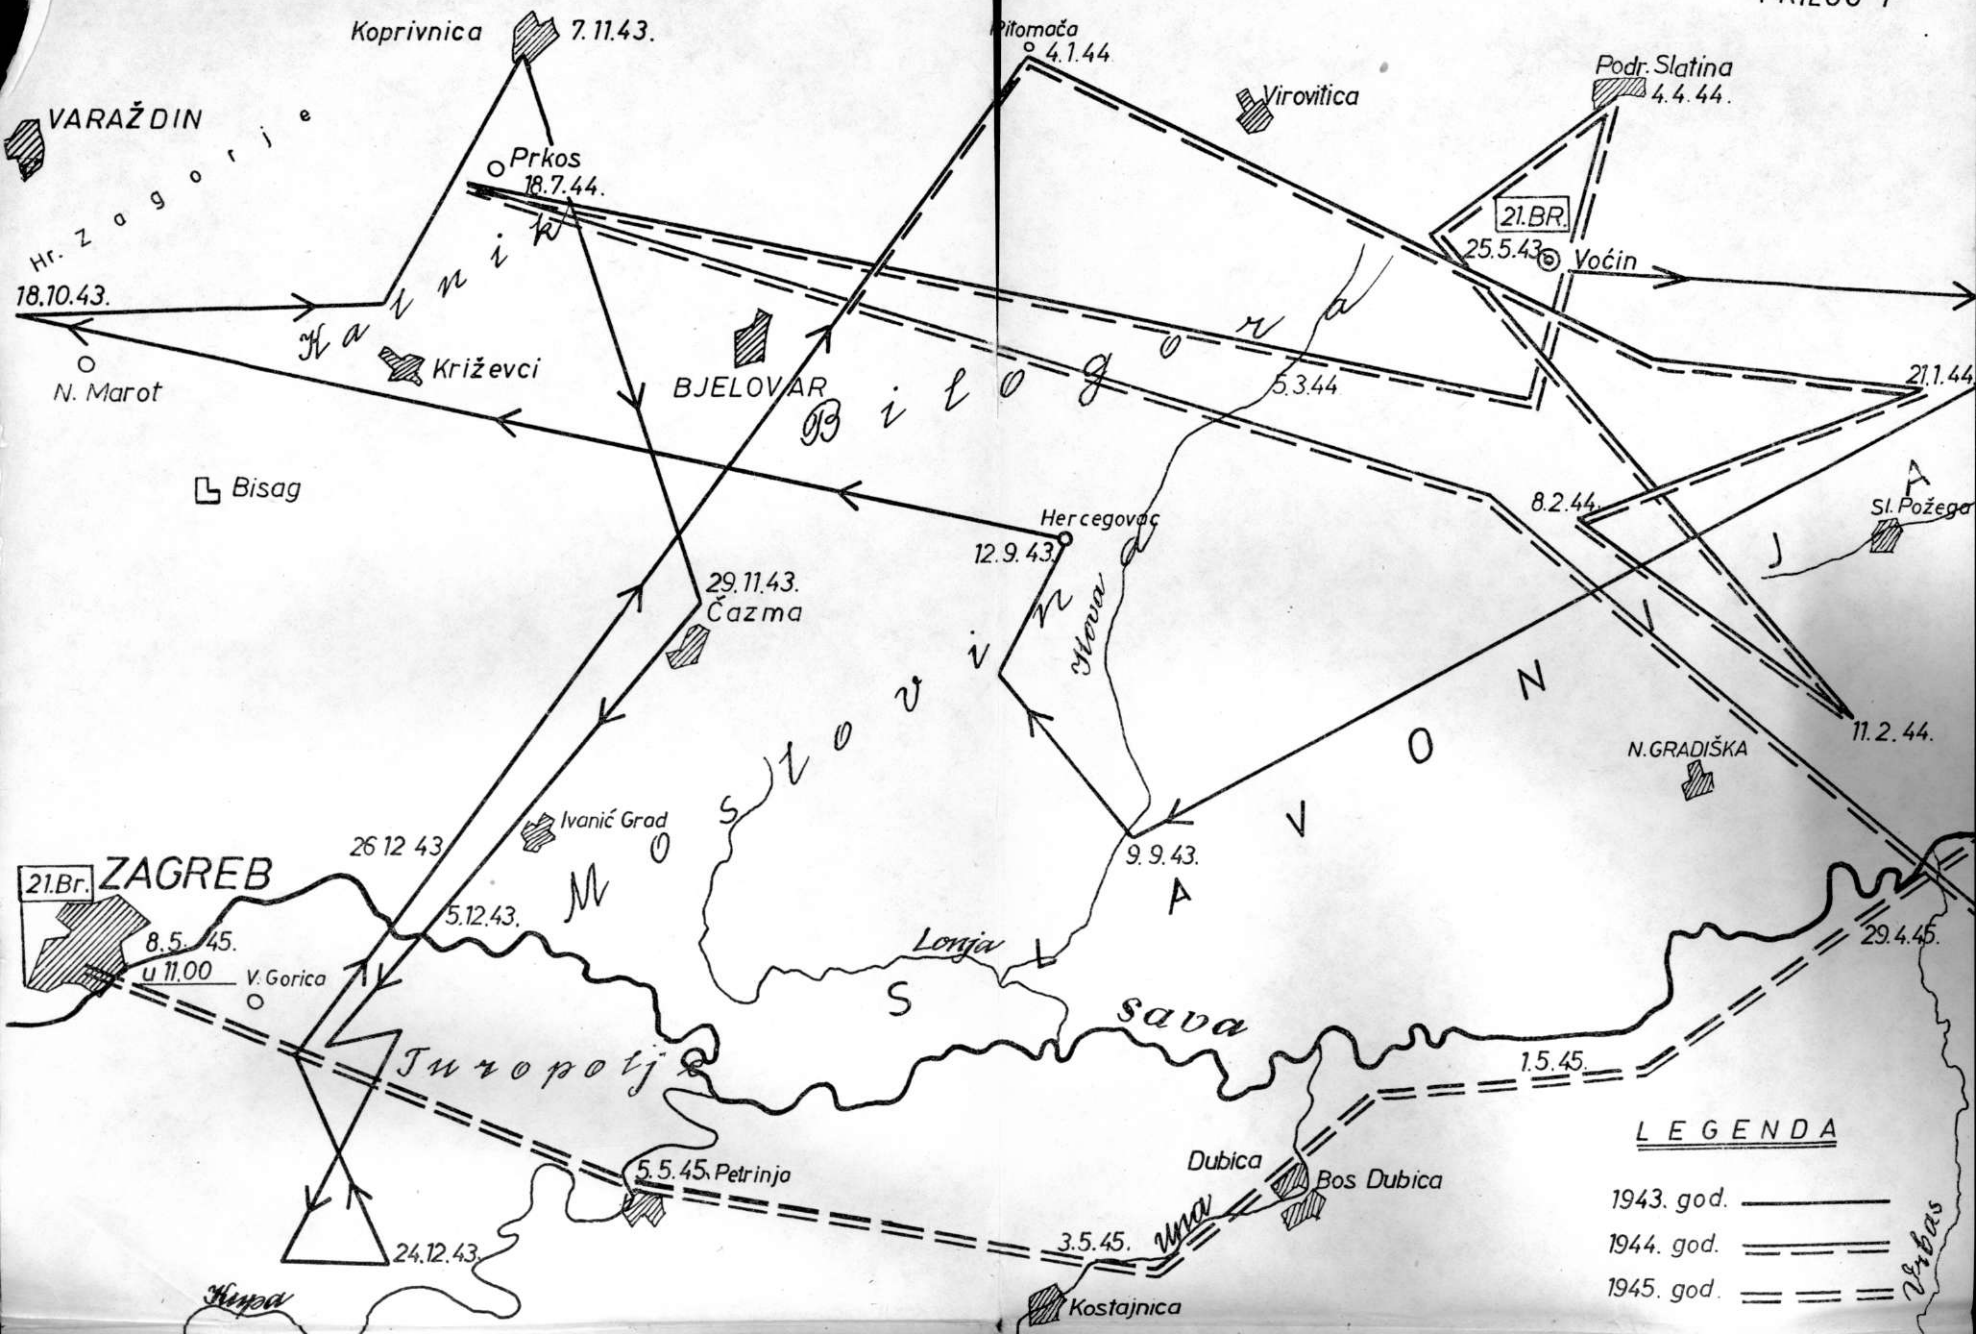 PRILOG 1
Koprivnica 7.11.43.
Pitomača
4.1.44.
Virovitica
Podr. Slatina
4.4.44.
VARAŽDIN
Hr. Zagorje
Prkos
18.7.44.
21.BR.
25.5.43.
Voćin
18.10.43.
Kalnik
N. Marot
Križevci
BJELOVAR
Bilogora
5.3.44
21.1.44.
Bisag
Hercegovac
12.9.43.
8.2.44.
Sl. Požega
29.11.43.
Čazma
Ilova
11.2.44.
N. GRADIŠKA
Ivanić Grad
26 12 43
9.9.43.
Moslovina
SLAVONIJA
21.Br.
ZAGREB
5.12.43.
8.5. 45.
u 11.00
V. Gorica
Lonja
29.4.45.
Sava
Turopolje
1.5.45.
5.5.45. Petrinja
Dubica
Bos Dubica
Una
3.5.45.
24.12.43.
Kupa
Kostajnica
Vrbas
LEGENDA
1943. god.
1944. god.
1945. god.